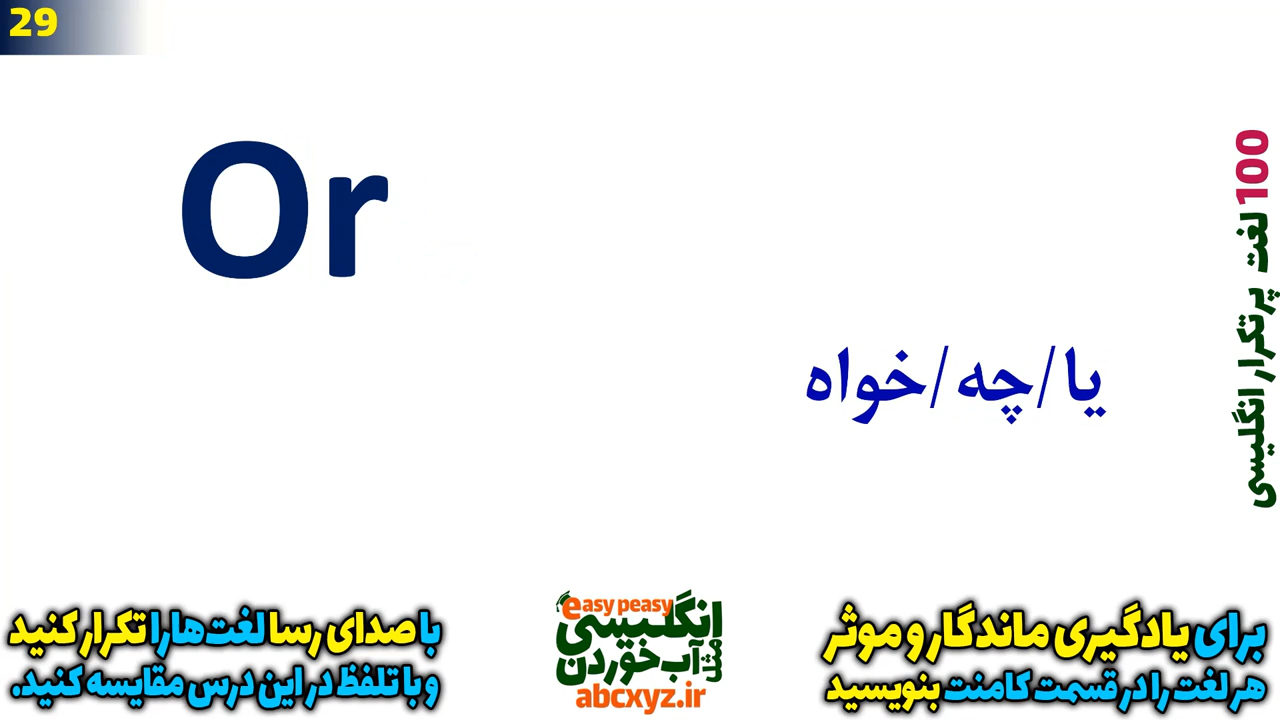 29
Or
یا/چه/خواه
100 لغت پرتکرار انگلیسی
برای یادگیری ماندگار و موثر
هر لغت را در قسمت کامنت بنویسید
easy peasy
انگلیسی
مثل آب خوردن
abcxyz.ir
با صدای رسا لغت‌ها را تکرار کنید
و با تلفظ در این درس مقایسه کنید.